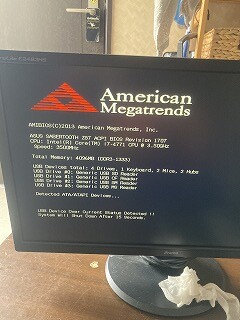 American
Megatrends
AMIBIOS(C)2013 American Megatrends, Inc.
ASUS SABERTOOTH Z87 ACPI BIOS Revision 1707
CPU: Intel(R) Core(TM) i7-4771 CPU @ 3.50GHz
Speed: 3500MHz
Total Memory: 4096MB (DDR3-1333)
USB Devices total: 4 Drives, 1 Keyboard, 2 Mice, 3 Hubs
USB Drive #0: Generic USB SD Reader
USB Drive #1: Generic USB CF Reader
USB Drive #2: Generic USB SM Reader
USB Drive #3: Generic USB MS Reader
Detected ATA/ATAPI Devices...
USB Device Over Current Status Detected !!
System Will Shut Down After 15 Seconds.